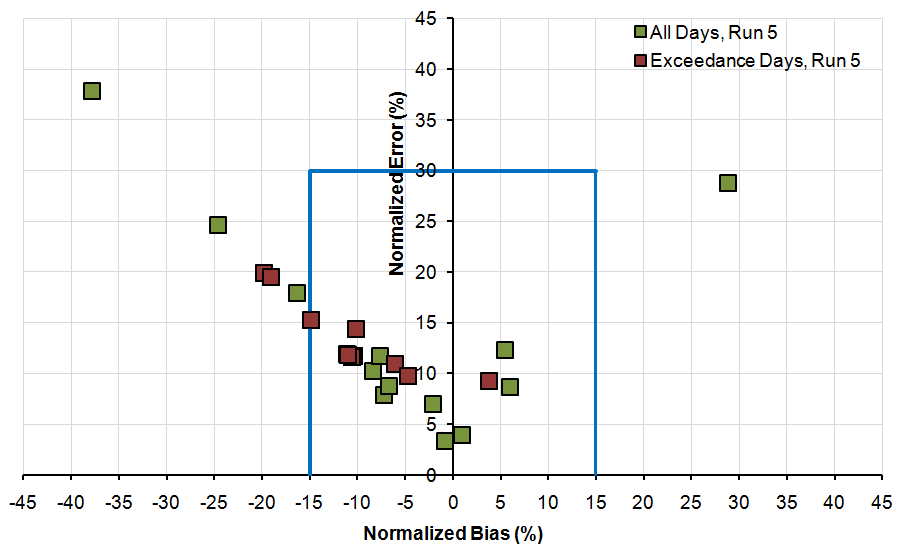 45
40
35
30
25
20
15
10
5
0
Normalized Error (%)
All Days, Run 5
Exceedance Days, Run 5
-45 -40 -35 -30 -25 -20 -15 -10 -5 0 5 10 15 20 25 30 35 40 45
Normalized Bias (%)